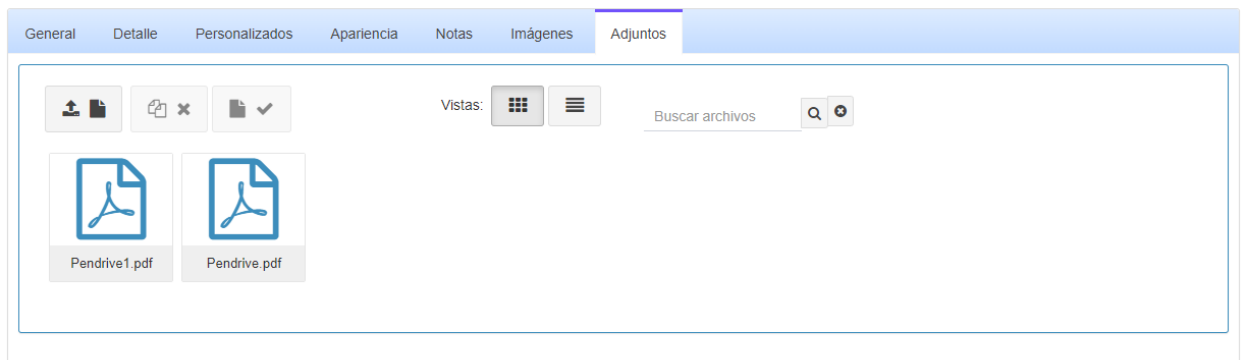 General Detalle Personalizados Apariencia Notas Imágenes Adjuntos
Vistas: Buscar archivos
Pendrive1.pdf Pendrive.pdf